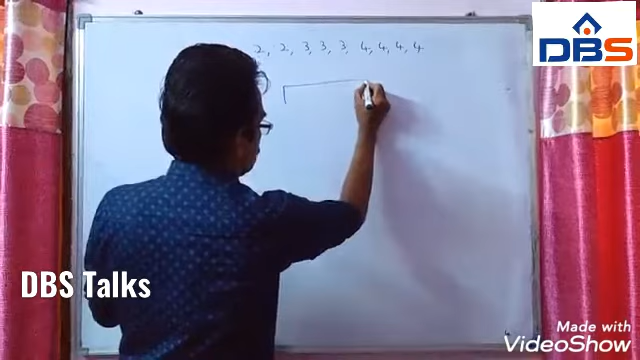 2, 2, 3, 3, 3, 4, 4, 4, 4
DBS
DBS Talks
Made with
VideoShow